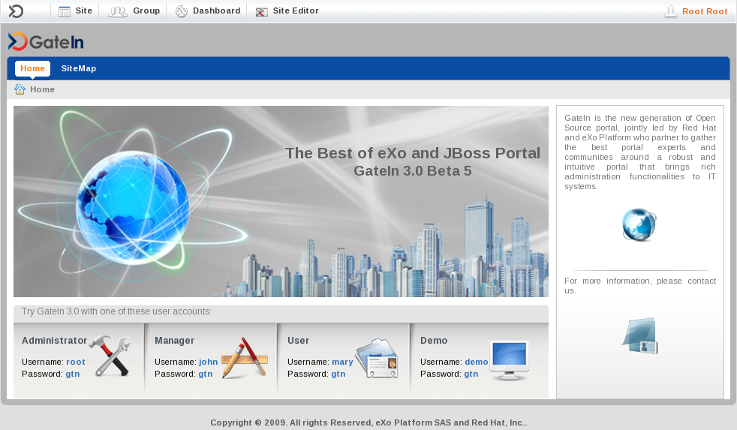 Site Group Dashboard Site Editor Root Root
GateIn
Home SiteMap
Home
The Best of eXo and JBoss Portal
GateIn 3.0 Beta 5
GateIn is the new generation of Open
Source portal, jointly led by Red Hat
and eXo Platform who partner to gather
the best portal experts and
communities around a robust and
intuitive portal that brings rich
administration functionalities to IT
systems.
For more information, please contact
us.
Try GateIn 3.0 with one of these user accounts:
Administrator
Username: root
Password: gtn
Manager
Username: john
Password: gtn
User
Username: mary
Password: gtn
Demo
Username: demo
Password: gtn
Copyright © 2009. All rights Reserved, eXo Platform SAS and Red Hat, Inc..